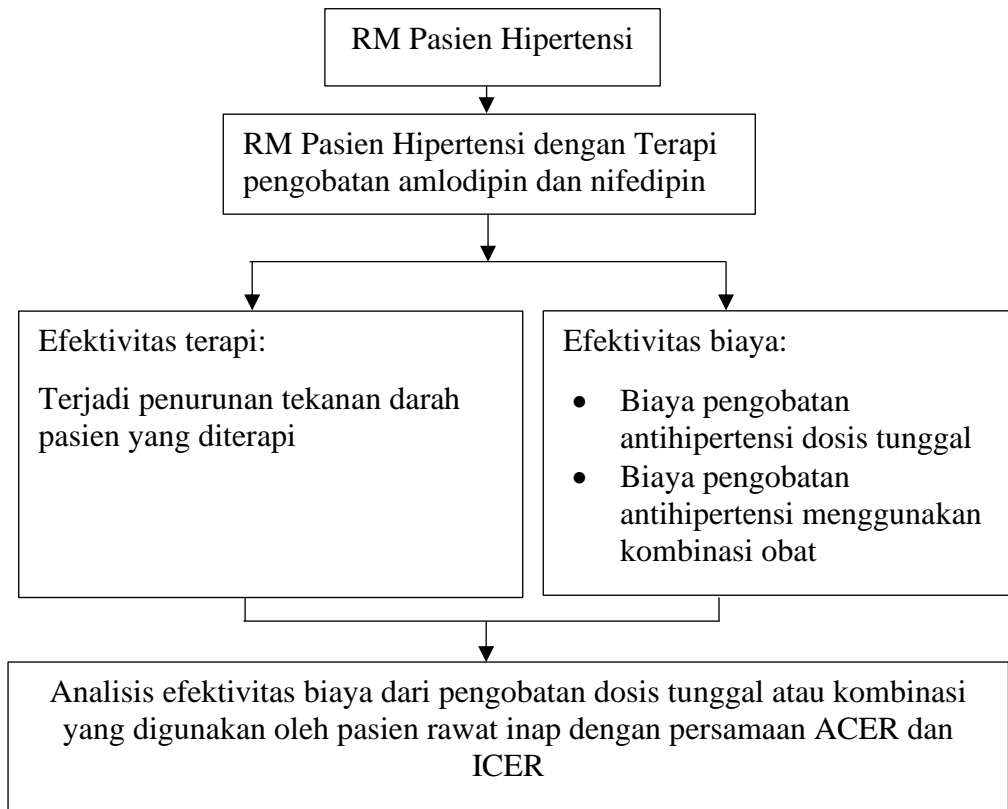 RM Pasien Hipertensi
RM Pasien Hipertensi dengan Terapi
pengobatan amlodipin dan nifedipin
Efektivitas terapi:
Terjadi penurunan tekanan darah
pasien yang diterapi
Efektivitas biaya:
• Biaya pengobatan
antihipertensi dosis tunggal
• Biaya pengobatan
antihipertensi menggunakan
kombinasi obat
Analisis efektivitas biaya dari pengobatan dosis tunggal atau kombinasi
yang digunakan oleh pasien rawat inap dengan persamaan ACER dan
ICER